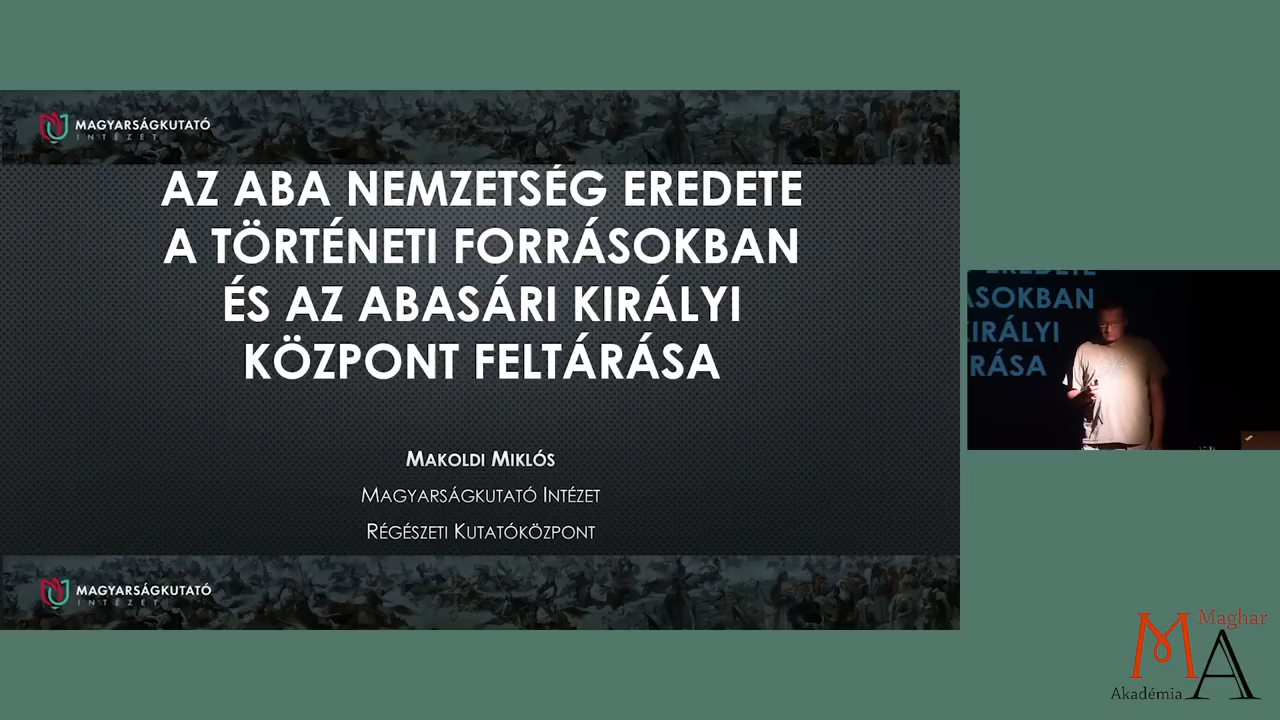 MAGYARSÁGKUTATÓ
INTÉZET
AZ ABA NEMZETSÉG EREDETE
A TÖRTÉNETI FORRÁSOKBAN
ÉS AZ ABASÁRI KIRÁLYI
KÖZPONT FELTÁRÁSA
MAKOLDI MIKLÓS
MAGYARSÁGKUTATÓ INTÉZET
RÉGÉSZETI KUTATÓKÖZPONT
MAGYARSÁGKUTATÓ
INTÉZET
EREDETE
ÁSOKBAN
KIRÁLYI
RÁSA
Maghar
MA
Akadémia